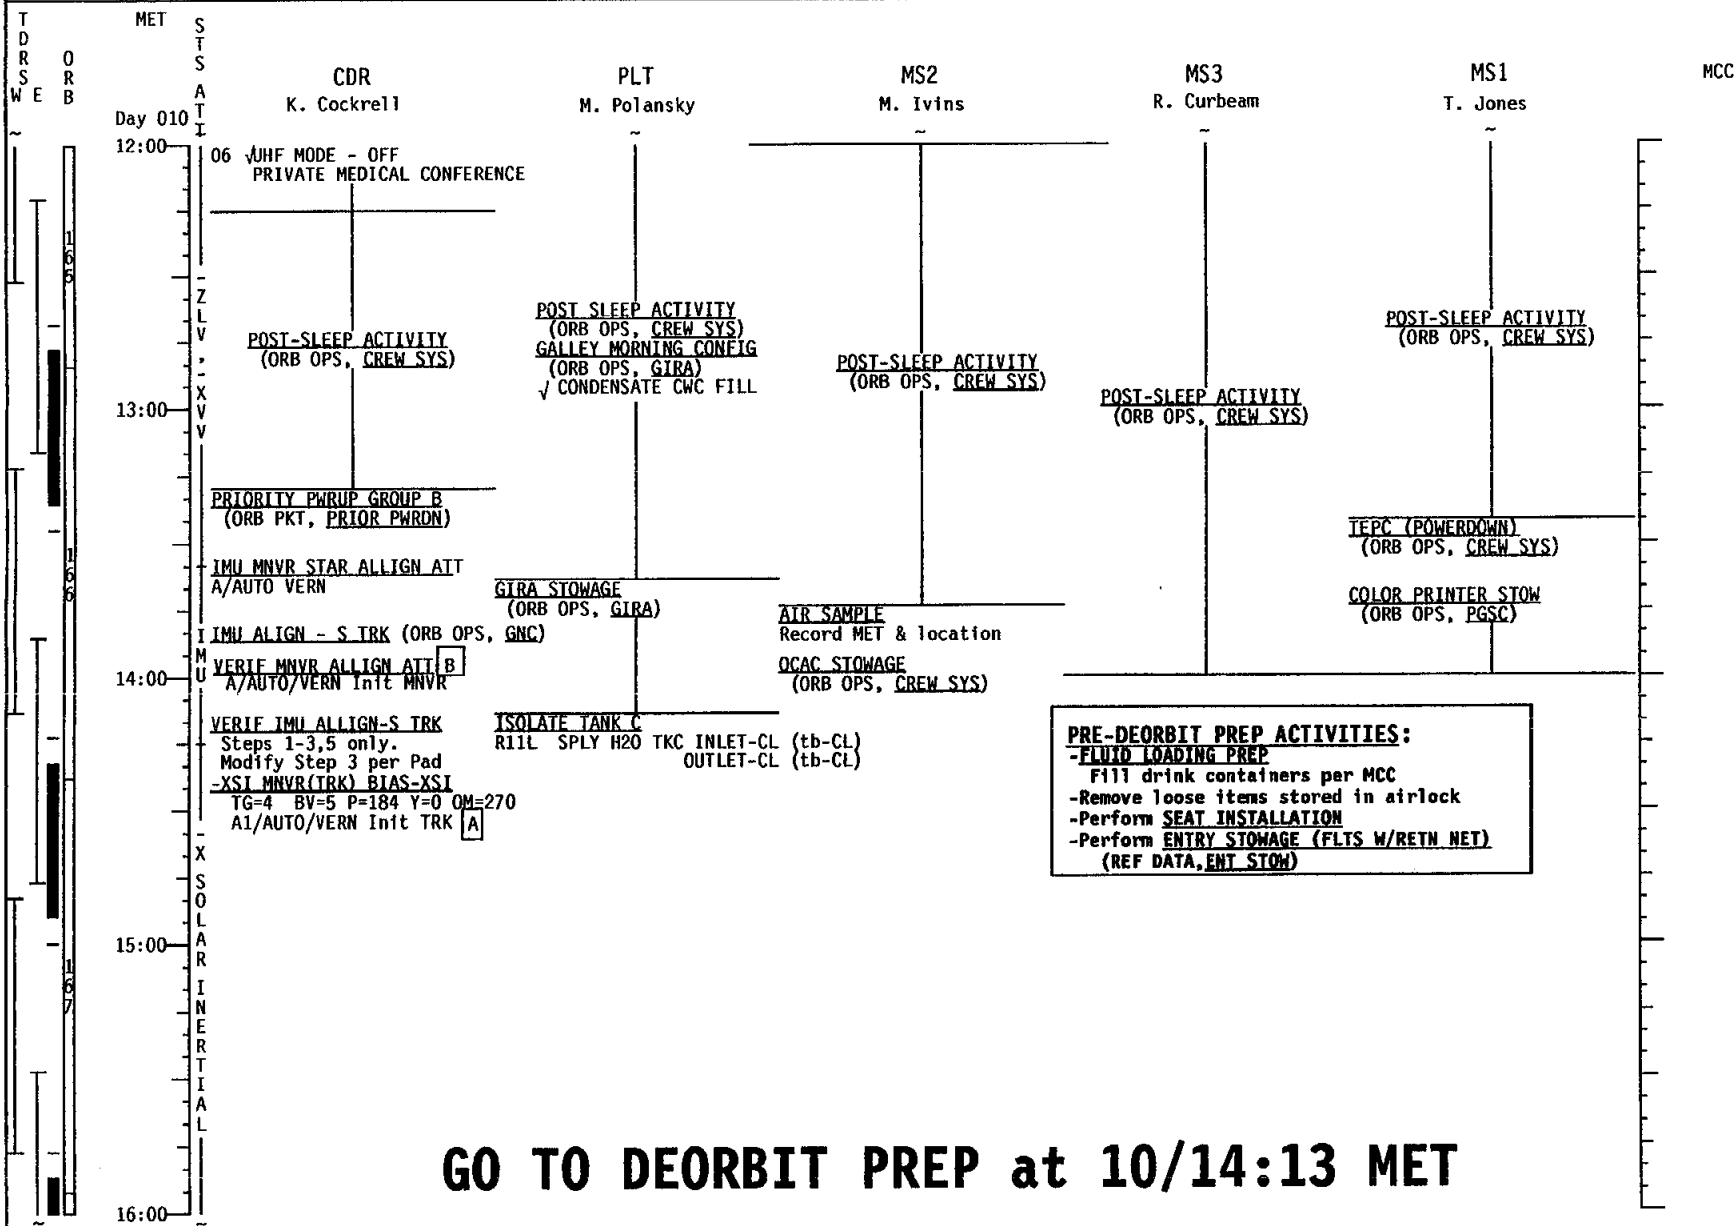 TDRS
W E
ORB
MET
STS ATT
CDR
K. Cockrell
PLT
M. Polansky
MS2
M. Ivins
MS3
R. Curbeam
MS1
T. Jones
MCC
Day 010
12:00
06 √UHF MODE - OFF
PRIVATE MEDICAL CONFERENCE
165
-ZLV,-XVV
POST-SLEEP ACTIVITY
(ORB OPS, CREW SYS)
POST SLEEP ACTIVITY
(ORB OPS, CREW SYS)
GALLEY MORNING CONFIG
(ORB OPS, GIRA)
√ CONDENSATE CWC FILL
POST-SLEEP ACTIVITY
(ORB OPS, CREW SYS)
POST-SLEEP ACTIVITY
(ORB OPS, CREW SYS)
POST-SLEEP ACTIVITY
(ORB OPS, CREW SYS)
13:00
166
PRIORITY PWRUP GROUP B
(ORB PKT, PRIOR PWRDN)
IMU MNVR STAR ALLIGN ATT
A/AUTO VERN
IMU ALIGN - S TRK (ORB OPS, GNC)
IMU
VERIF MNVR ALLIGN ATT B
A/AUTO/VERN Init MNVR
GIRA STOWAGE
(ORB OPS, GIRA)
AIR SAMPLE
Record MET & location
OCAC STOWAGE
(ORB OPS, CREW SYS)
TEPC (POWERDOWN)
(ORB OPS, CREW SYS)
COLOR PRINTER STOW
(ORB OPS, PGSC)
14:00
VERIF IMU ALLIGN-S TRK
Steps 1-3,5 only.
Modify Step 3 per Pad
-XSI MNVR(TRK) BIAS-XSI
TG=4 BV=5 P=184 Y=0 OM=270
A1/AUTO/VERN Init TRK A
ISOLATE TANK C
R11L SPLY H2O TKC INLET-CL (tb-CL)
OUTLET-CL (tb-CL)
PRE-DEORBIT PREP ACTIVITIES:
-FLUID LOADING PREP
Fill drink containers per MCC
-Remove loose items stored in airlock
-Perform SEAT INSTALLATION
-Perform ENTRY STOWAGE (FLTS W/RETN NET)
(REF DATA,ENT STOW)
-X SOLAR INERTIAL
15:00
167
GO TO DEORBIT PREP at 10/14:13 MET
16:00